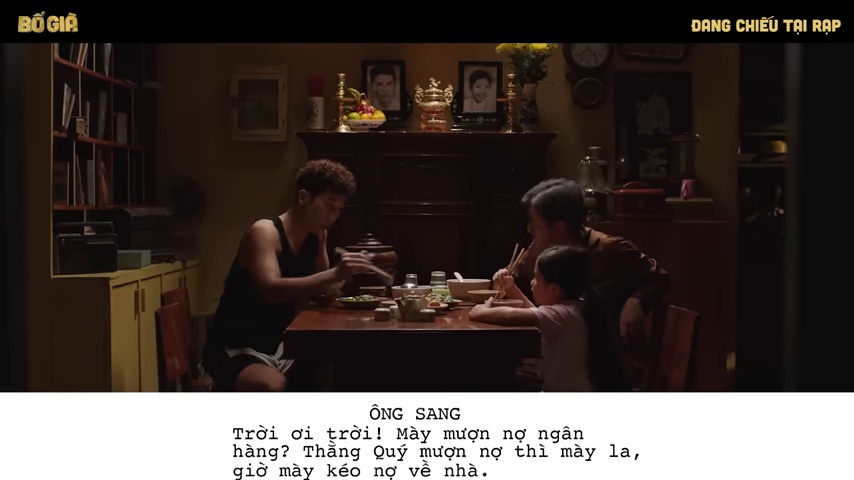 BỐ GIÀ
ĐANG CHIẾU TẠI RẠP
ÔNG SANG
Trời ơi trời! Mày mượn nợ ngân
hàng? Thằng Quý mượn nợ thì mày la,
giờ mày kéo nợ về nhà.